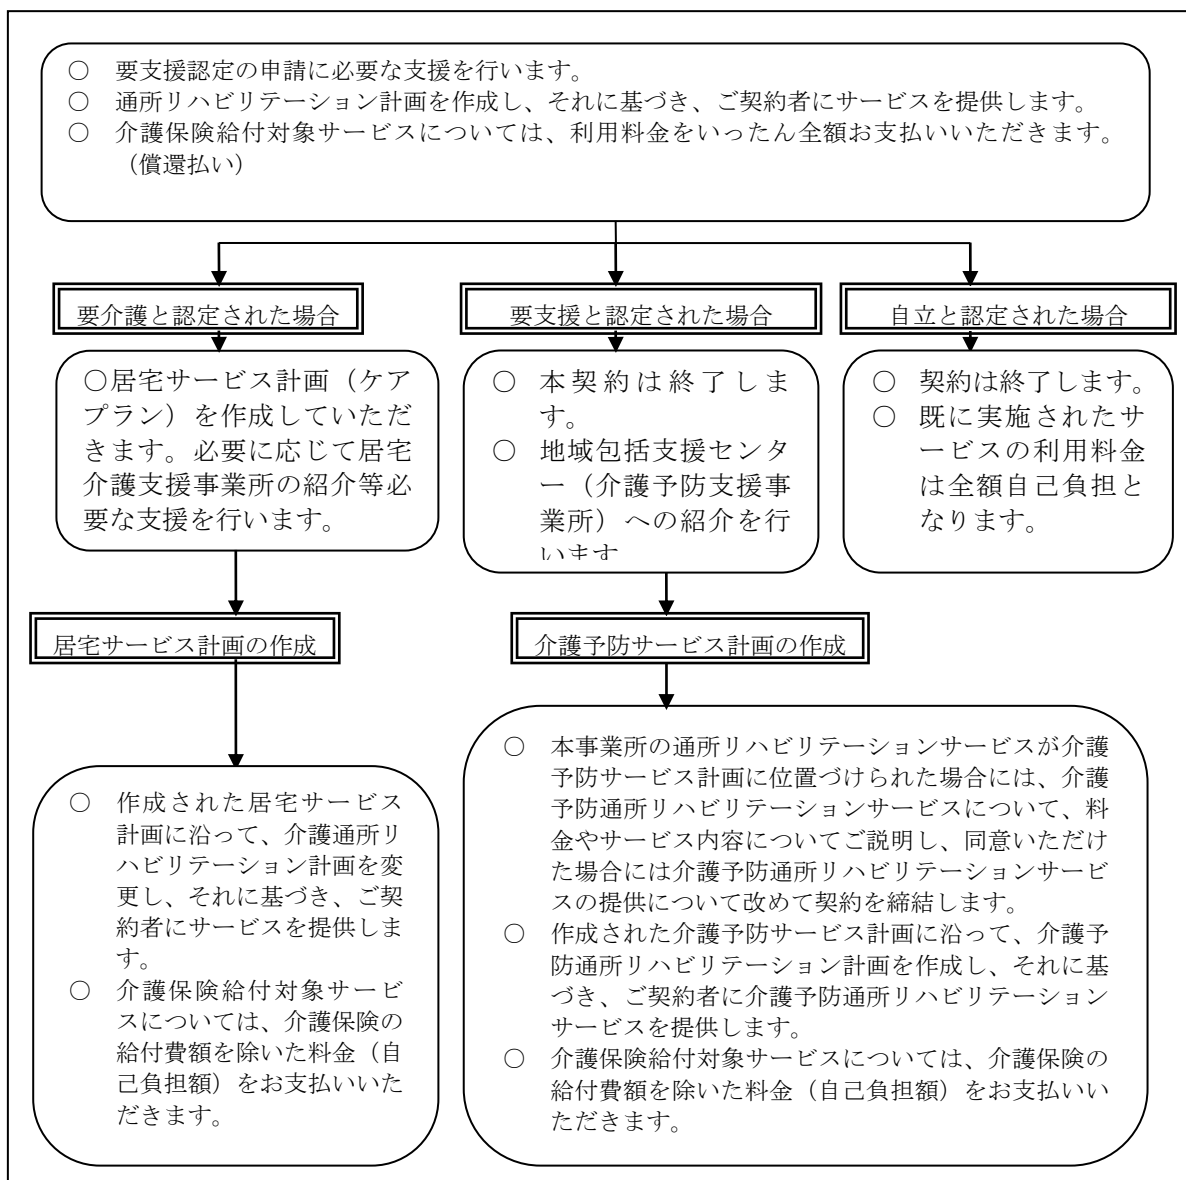 ○ 要支援認定の申請に必要な支援を行います。
○ 通所リハビリテーション計画を作成し、それに基づき、ご契約者にサービスを提供します。
○ 介護保険給付対象サービスについては、利用料金をいったん全額お支払いいただきます。
（償還払い）
要介護と認定された場合
要支援と認定された場合
自立と認定された場合
○居宅サービス計画（ケア
プラン）を作成していただ
きます。必要に応じて居宅
介護支援事業所の紹介等必
要な支援を行います。
○ 本契約は終了しま
す。
○ 地域包括支援センタ
ー（介護予防支援事
業所）への紹介を行
います
○ 契約は終了します。
○ 既に実施されたサ
ービスの利用料金
は全額自己負担と
なります。
居宅サービス計画の作成
介護予防サービス計画の作成
○ 作成された居宅サービス
計画に沿って、介護通所リ
ハビリテーション計画を変
更し、それに基づき、ご契
約者にサービスを提供しま
す。
○ 介護保険給付対象サービ
スについては、介護保険の
給付費額を除いた料金（自
己負担額）をお支払いいた
だきます。
○ 本事業所の通所リハビリテーションサービスが介護
予防サービス計画に位置づけられた場合には、介護
予防通所リハビリテーションサービスについて、料
金やサービス内容についてご説明し、同意いただけ
た場合には介護予防通所リハビリテーションサービ
スの提供について改めて契約を締結します。
○ 作成された介護予防サービス計画に沿って、介護予
防通所リハビリテーション計画を作成し、それに基
づき、ご契約者に介護予防通所リハビリテーション
サービスを提供します。
○ 介護保険給付対象サービスについては、介護保険の
給付費額を除いた料金（自己負担額）をお支払いい
ただきます。